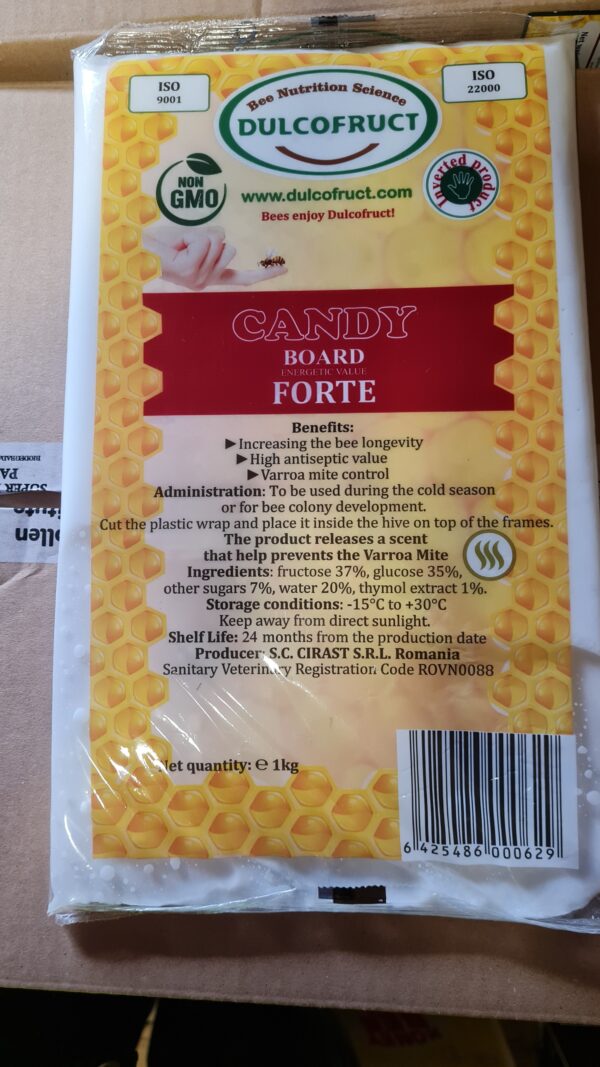 ISO
9001
ISO
22000
Bee Nutrition Science
DULCOFRUCT
NON
GMO
www.dulcofruct.com
Bees enjoy Dulcofruct!
Inverted product
CANDY
BOARD
ENERGETIC VALUE
FORTE
Benefits:
►Increasing the bee longevity
►High antiseptic value
►Varroa mite control
Administration: To be used during the cold season
or for bee colony development.
Cut the plastic wrap and place it inside the hive on top of the frames.
The product releases a scent
that help prevents the Varroa Mite
Ingredients: fructose 37%, glucose 35%,
other sugars 7%, water 20%, thymol extract 1%.
Storage conditions: -15°C to +30°C
Keep away from direct sunlight.
Shelf Life: 24 months from the production date
Producer: S.C. CIRAST S.R.L. Romania
Sanitary Veterinary Registration Code ROVN0088
Net quantity: ℮ 1kg
6 425486 000629